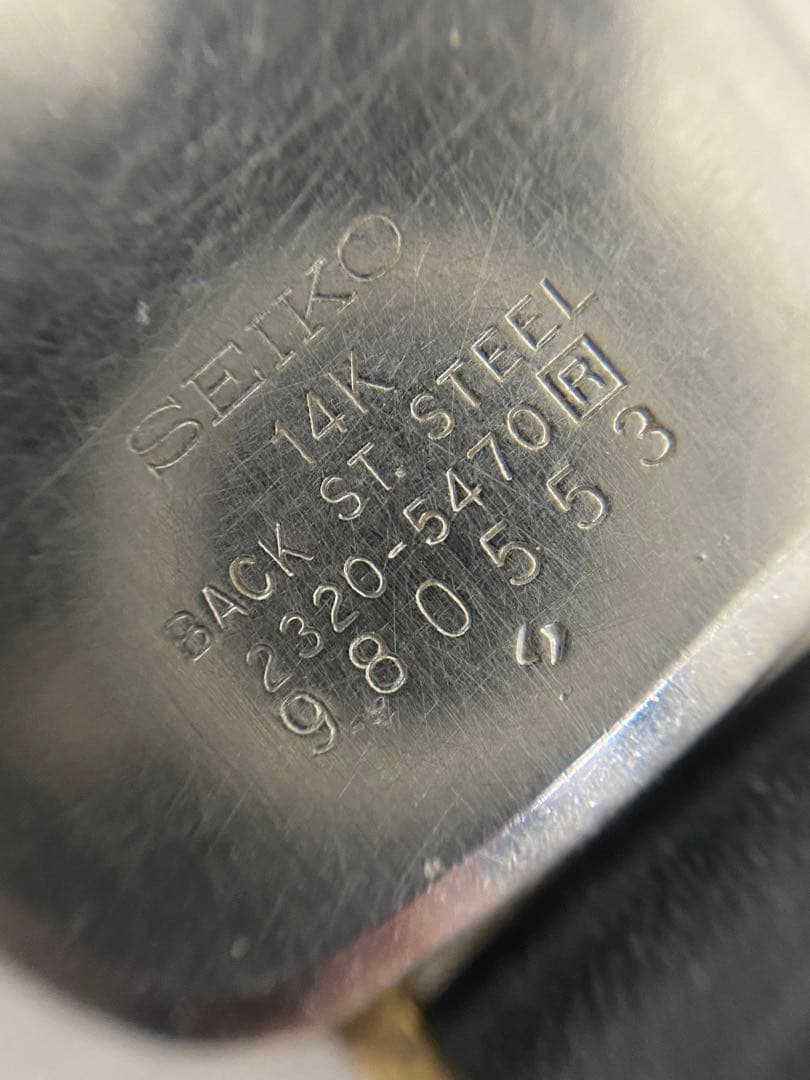 SEIKO
14K
BACK ST. STEEL
2320-5470 R
980553